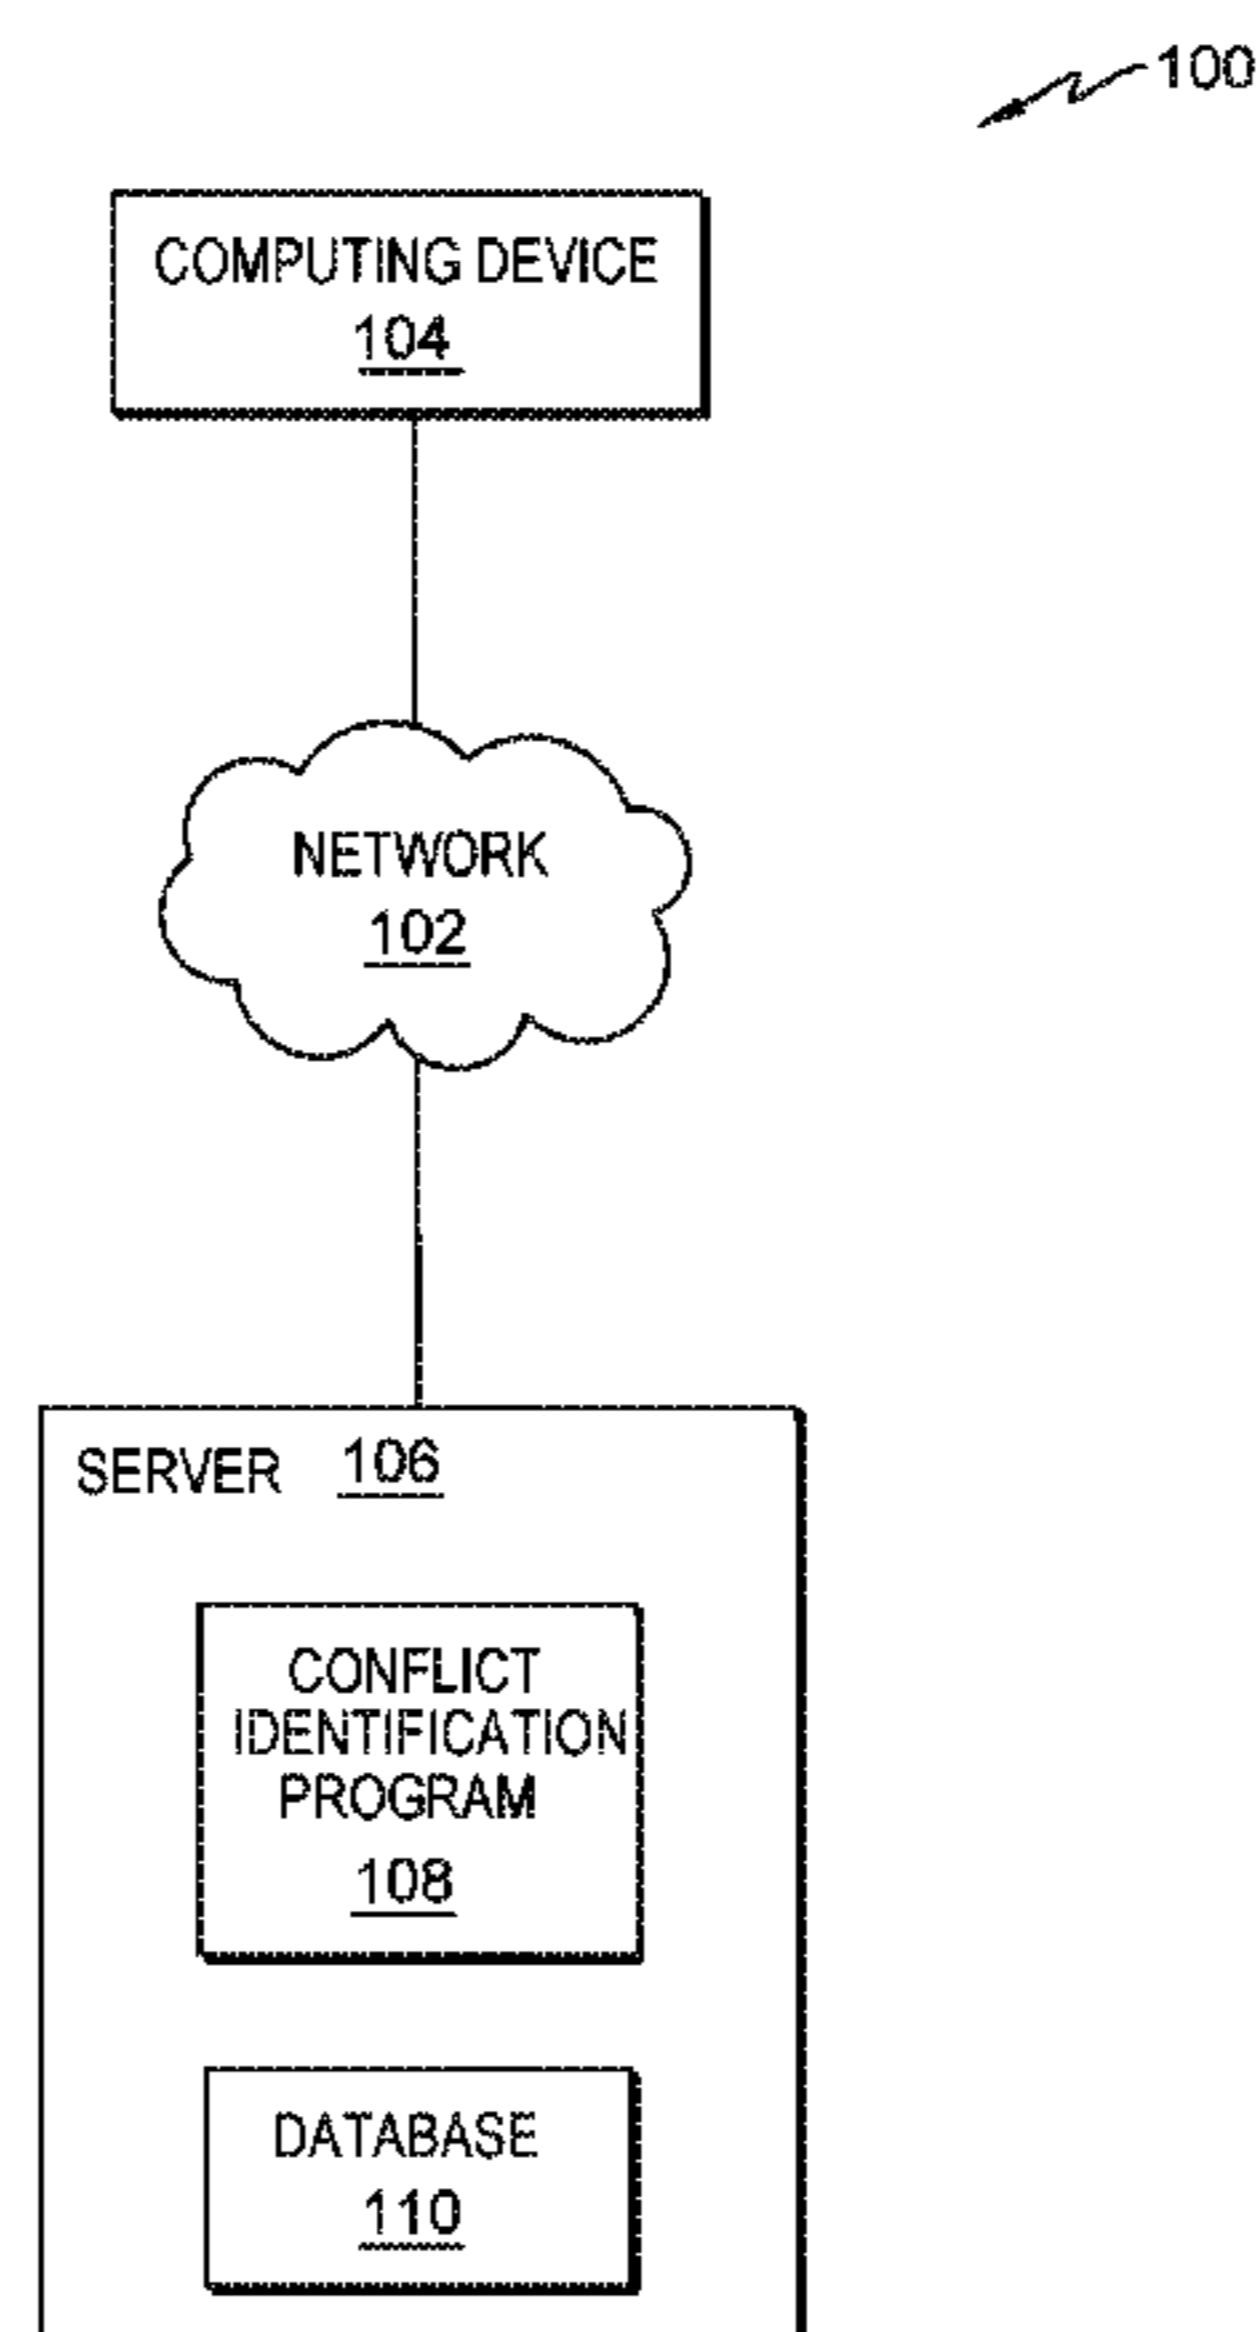 100
COMPUTING DEVICE
104
NETWORK
102
SERVER 106
CONFLICT
IDENTIFICATION
PROGRAM
108
DATABASE
110